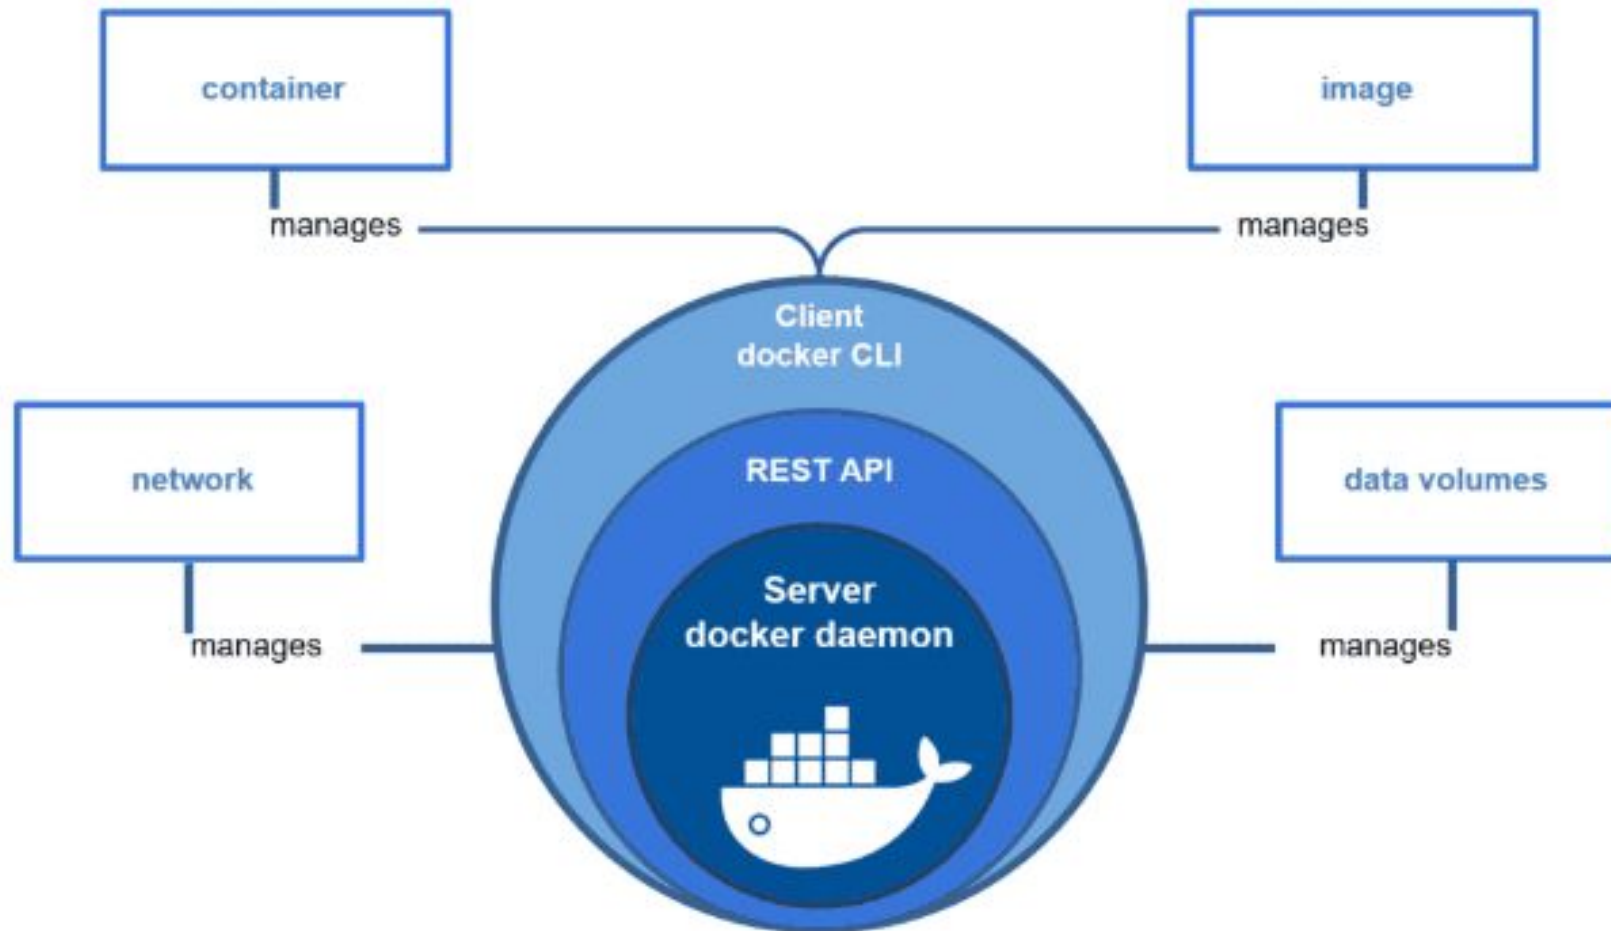 container
image
manages
manages
Client
docker CLI
network
REST API
data volumes
Server
docker daemon
manages
manages